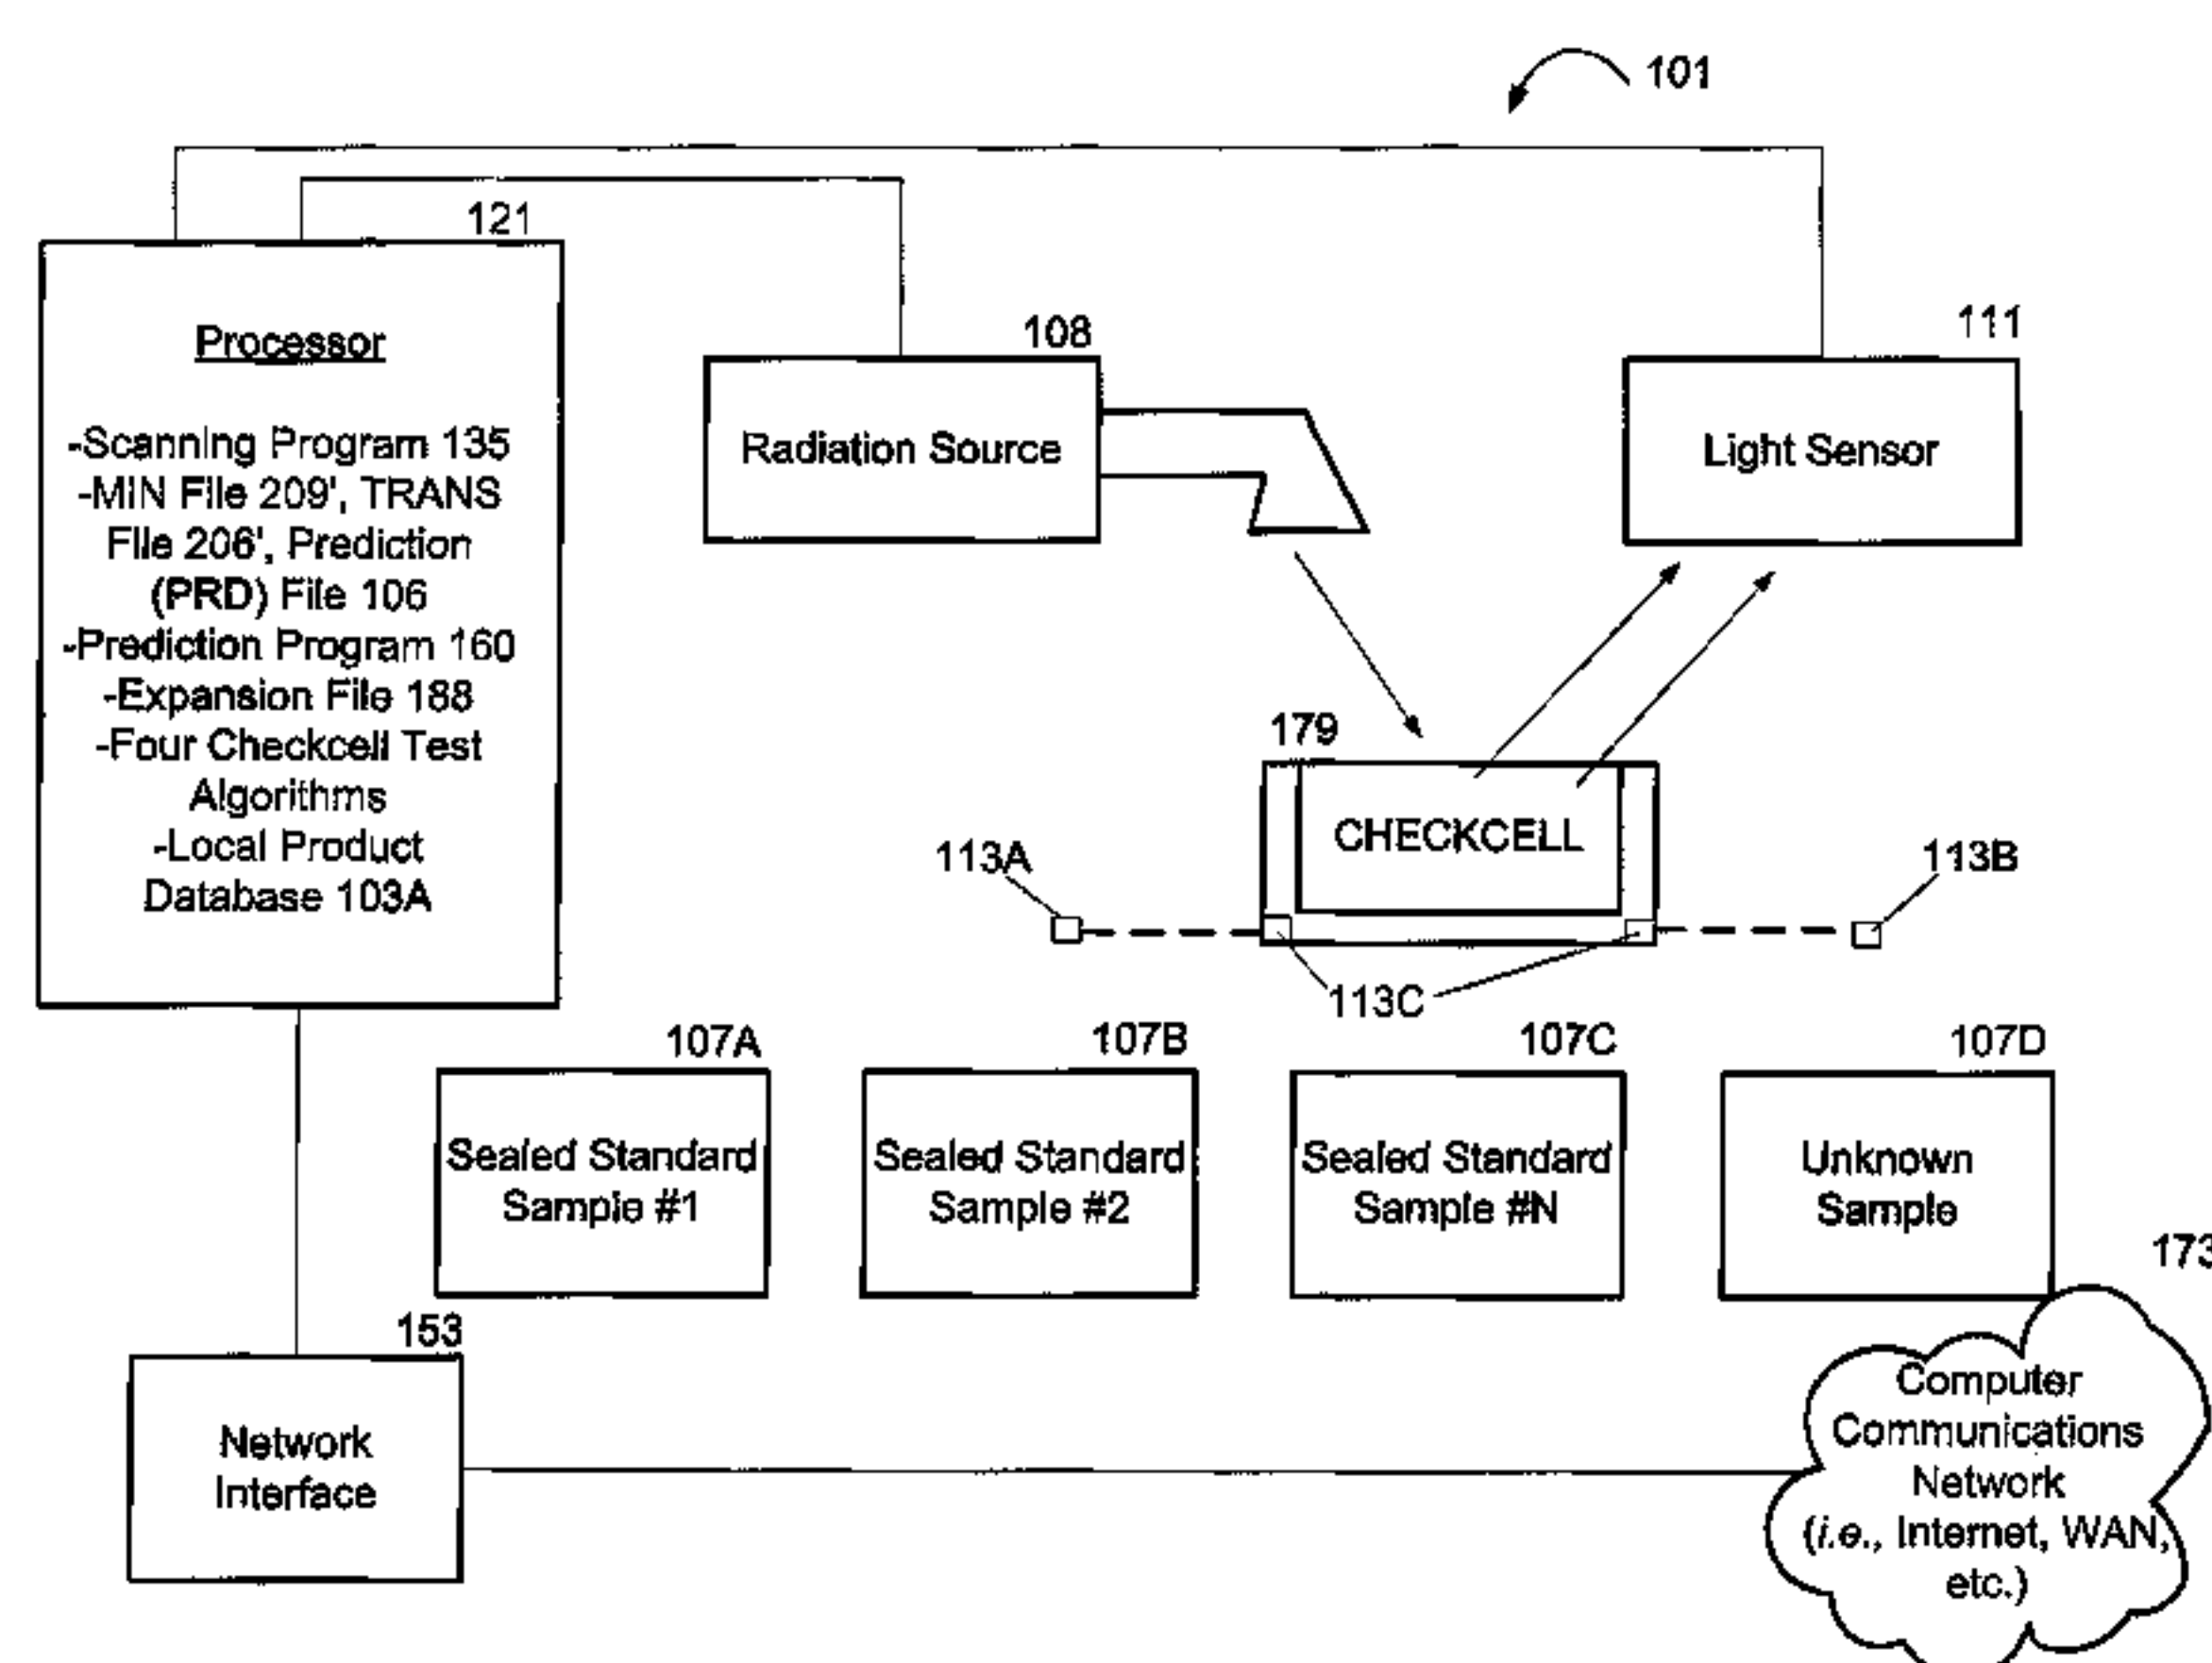 101
121
Processor
-Scanning Program 135
-MIN File 209', TRANS
File 206', Prediction
(PRD) File 106
-Prediction Program 160
-Expansion File 188
-Four Checkcell Test
Algorithms
-Local Product
Database 103A
108
Radiation Source
111
Light Sensor
179
CHECKCELL
113A
113B
113C
107A
Sealed Standard
Sample #1
107B
Sealed Standard
Sample #2
107C
Sealed Standard
Sample #N
107D
Unknown
Sample
173
153
Network
Interface
Computer
Communications
Network
(i.e., Internet, WAN,
etc.)